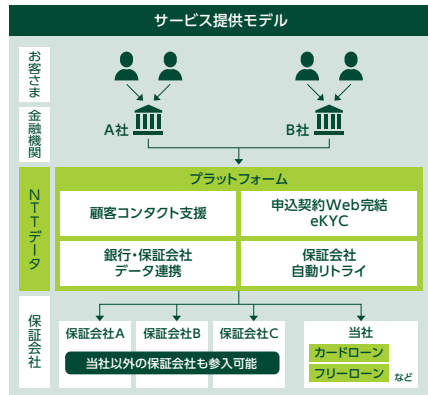 サービス提供モデル
お客さま
金融機関
A社
B社
NTTデータ
プラットフォーム
顧客コンタクト支援
申込契約Web完結
eKYC
銀行・保証会社
データ連携
保証会社
自動リトライ
保証会社
保証会社A
保証会社B
保証会社C
当社以外の保証会社も参入可能
当社
カードローン
フリーローン
など